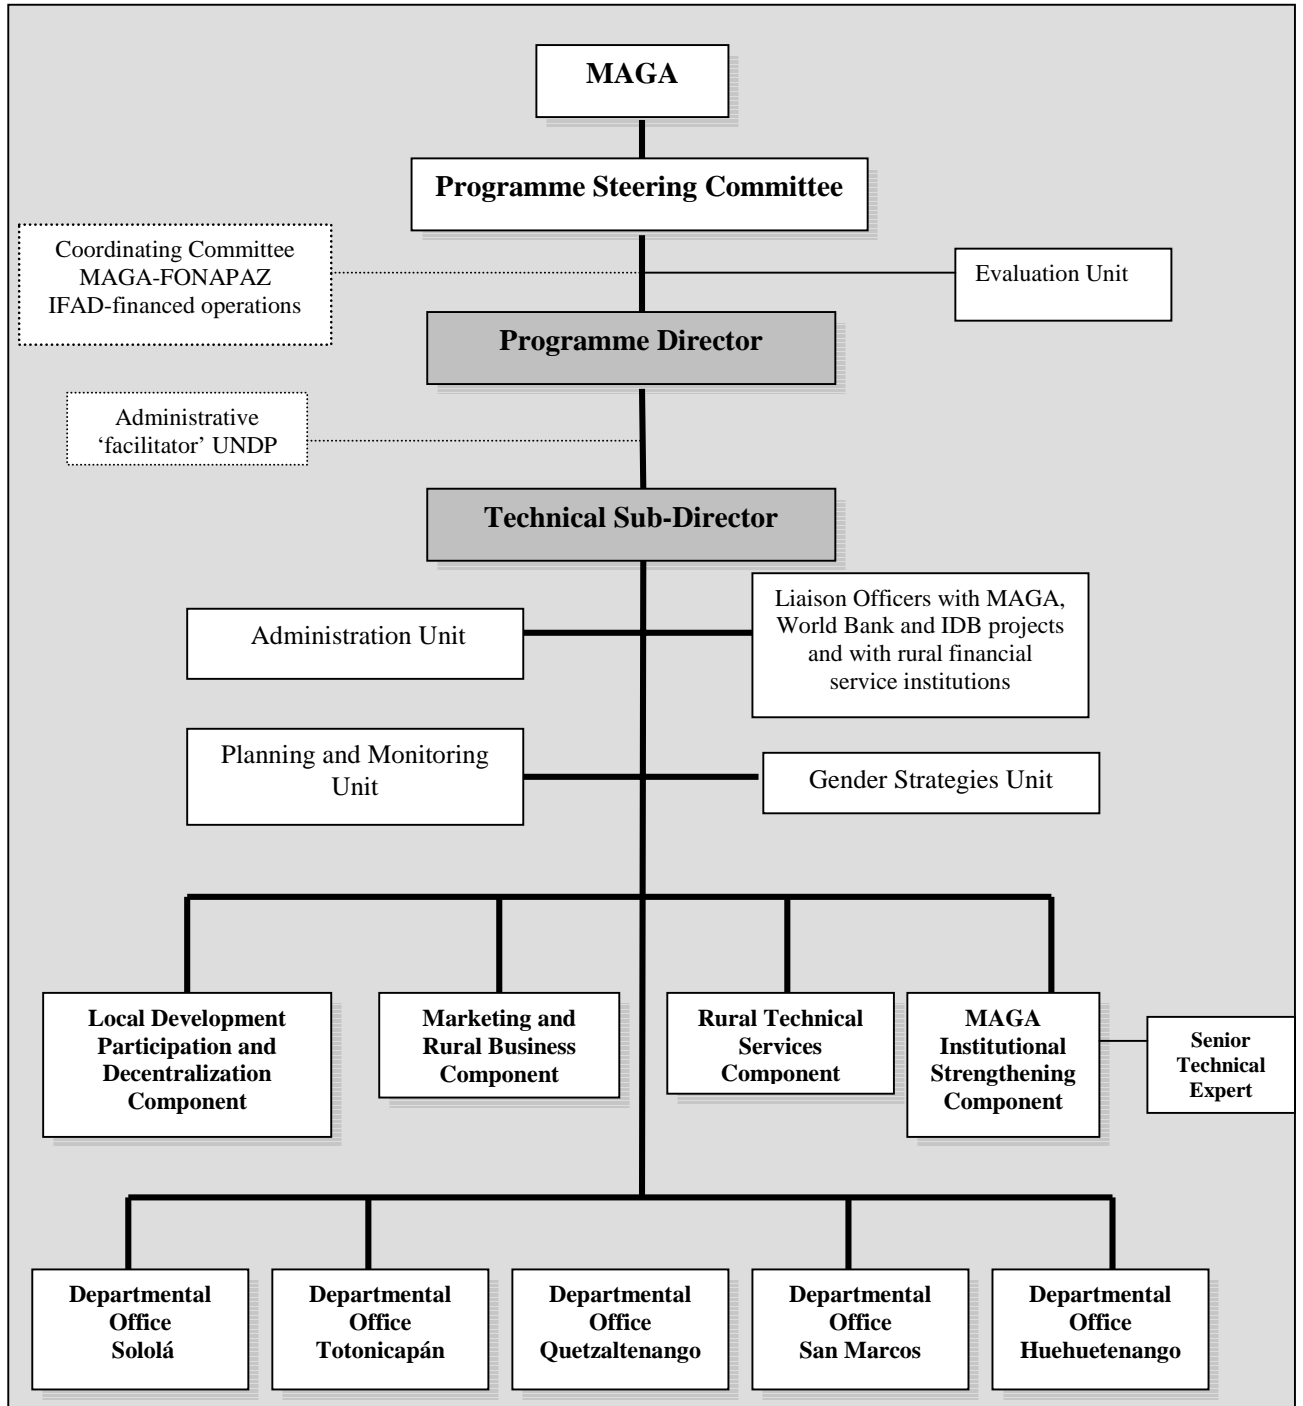 MAGA
Programme Steering Committee
Coordinating Committee
MAGA-FONAPAZ
IFAD-financed operations
Evaluation Unit
Programme Director
Administrative
‘facilitator’ UNDP
Technical Sub-Director
Administration Unit
Liaison Officers with MAGA,
World Bank and IDB projects
and with rural financial
service institutions
Planning and Monitoring
Unit
Gender Strategies Unit
Local Development
Participation and
Decentralization
Component
Marketing and
Rural Business
Component
Rural Technical
Services
Component
MAGA
Institutional
Strengthening
Component
Senior
Technical
Expert
Departmental
Office
Sololá
Departmental
Office
Totonicapán
Departmental
Office
Quetzaltenango
Departmental
Office
San Marcos
Departmental
Office
Huehuetenango